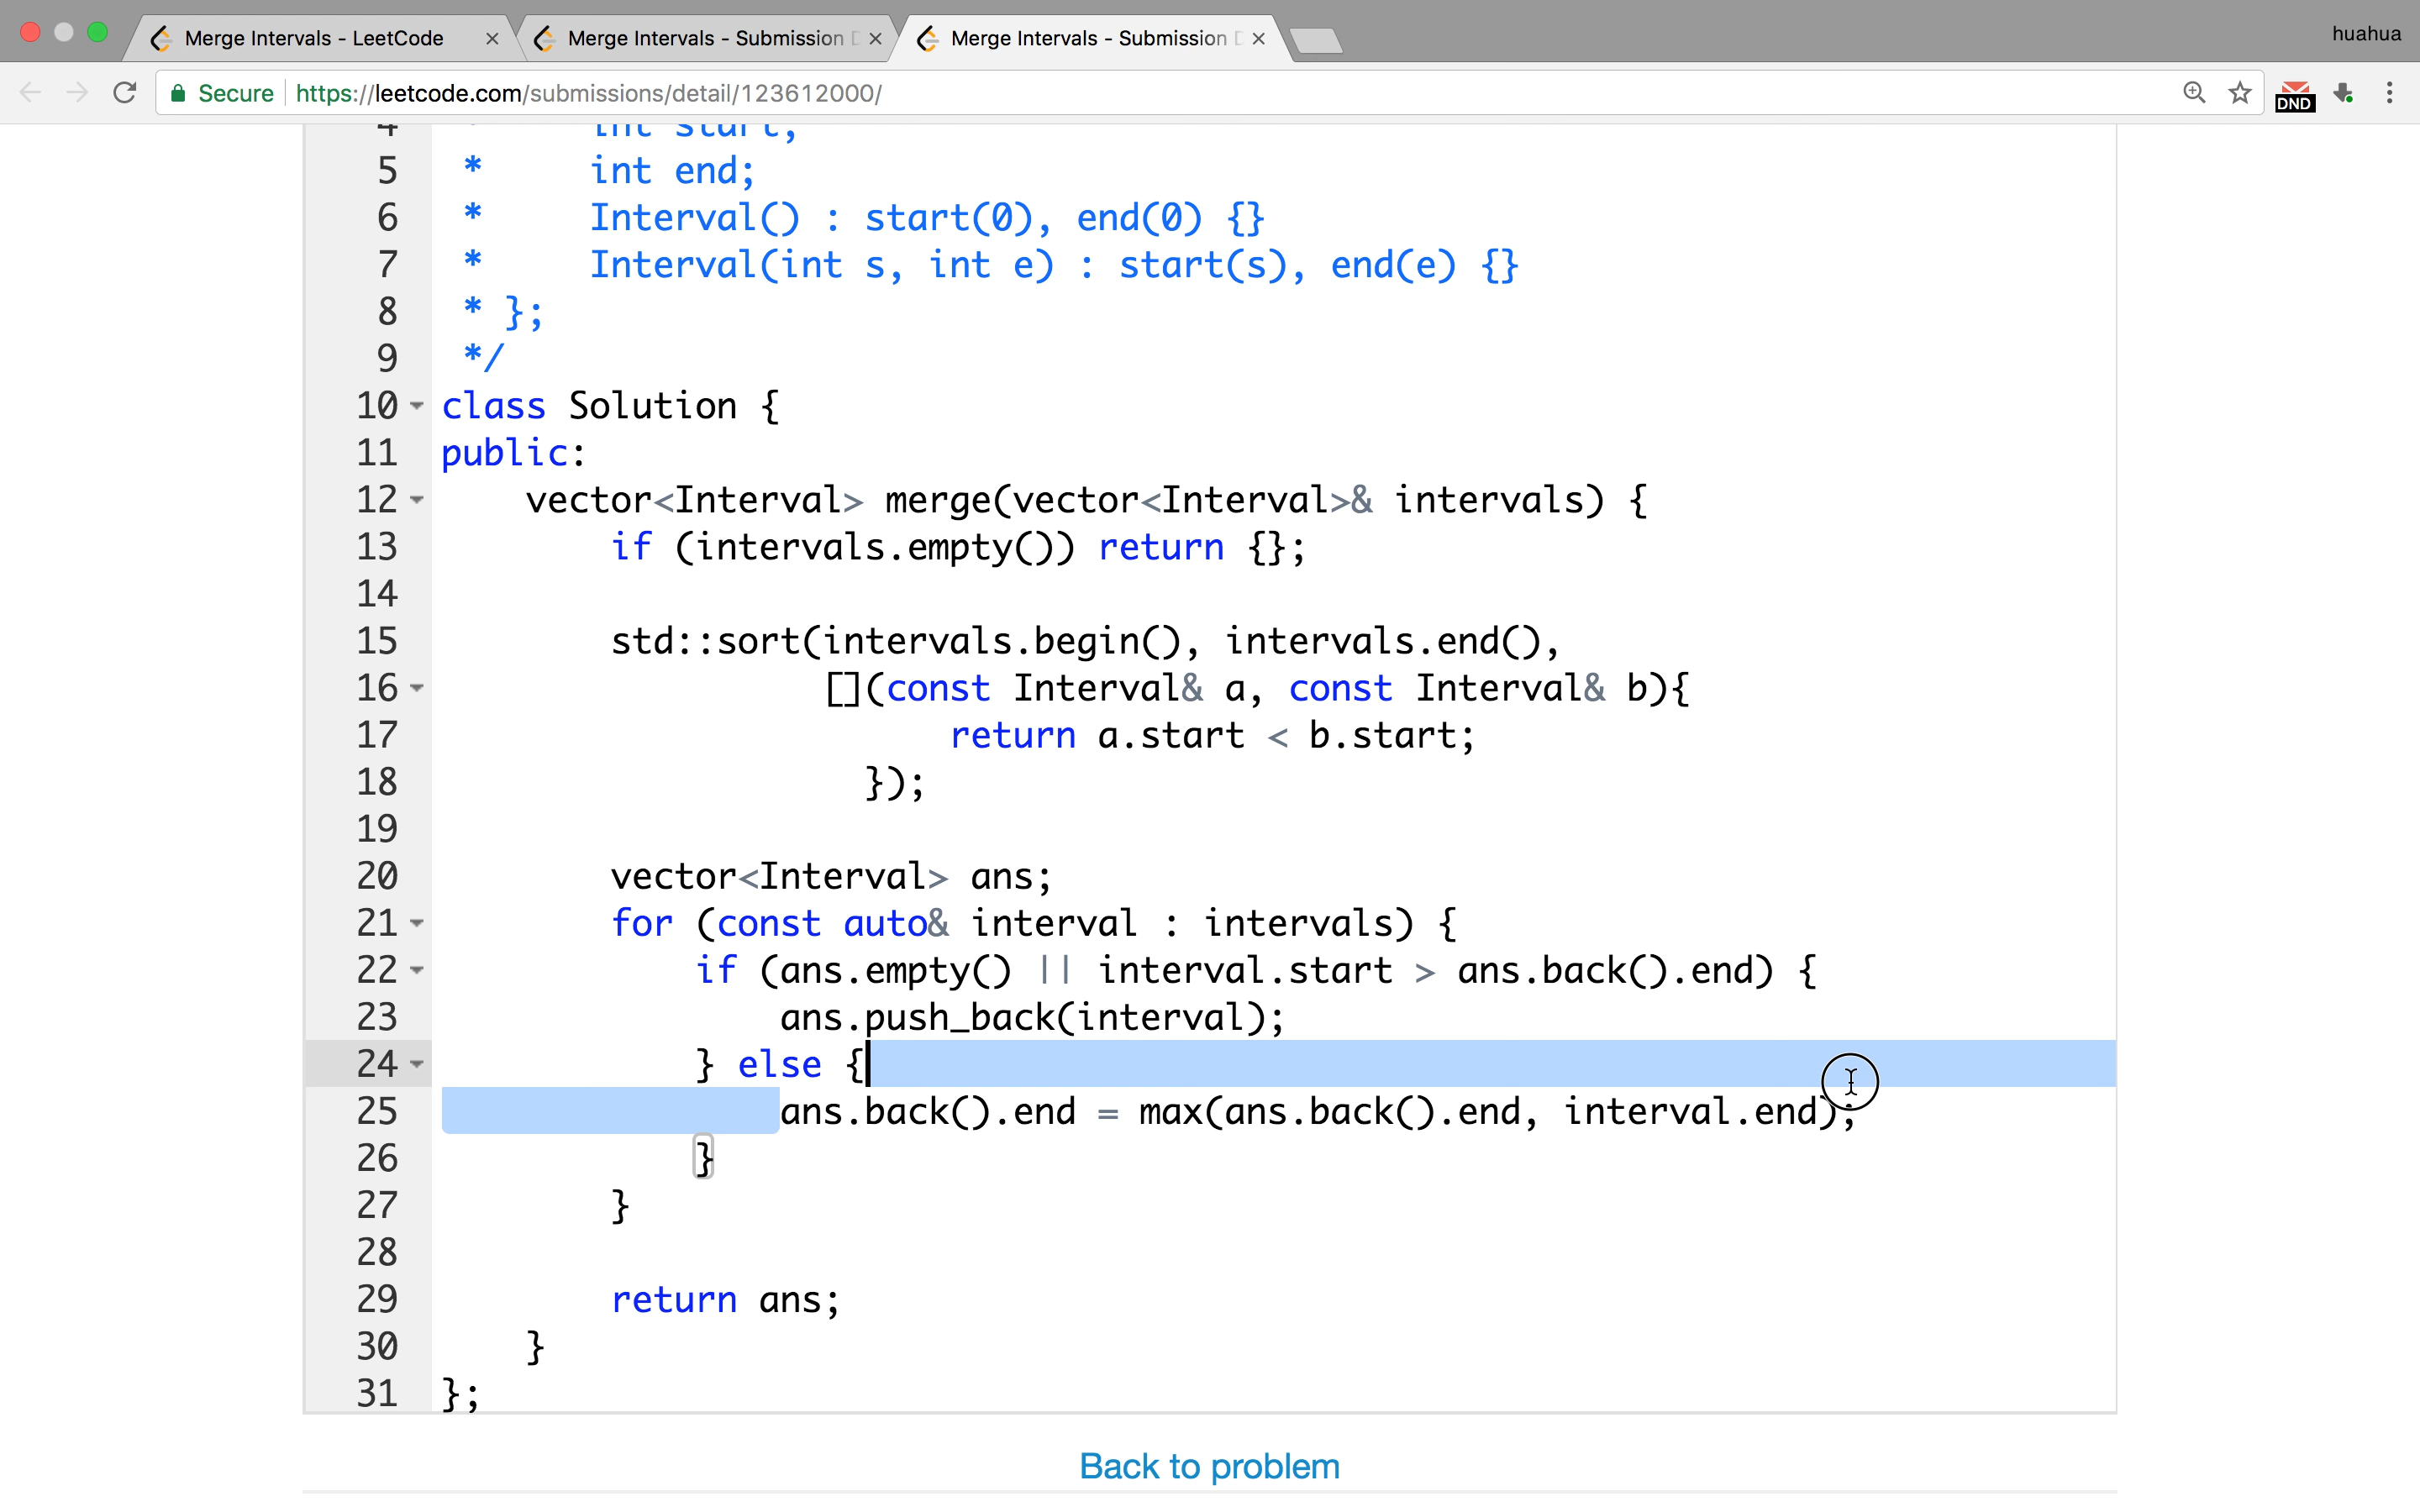 Merge Intervals - LeetCode
Merge Intervals - Submission D
Merge Intervals - Submission D
huahua
Secure https://leetcode.com/submissions/detail/123612000/
DND
4 * int start;
5 * int end;
6 * Interval() : start(0), end(0) {}
7 * Interval(int s, int e) : start(s), end(e) {}
8 * };
9 */
10 class Solution {
11 public:
12 vector<Interval> merge(vector<Interval>& intervals) {
13 if (intervals.empty()) return {};
14
15 std::sort(intervals.begin(), intervals.end(),
16 [](const Interval& a, const Interval& b){
17 return a.start < b.start;
18 });
19
20 vector<Interval> ans;
21 for (const auto& interval : intervals) {
22 if (ans.empty() || interval.start > ans.back().end) {
23 ans.push_back(interval);
24 } else {
25 ans.back().end = max(ans.back().end, interval.end);
26 }
27 }
28
29 return ans;
30 }
31 };
Back to problem